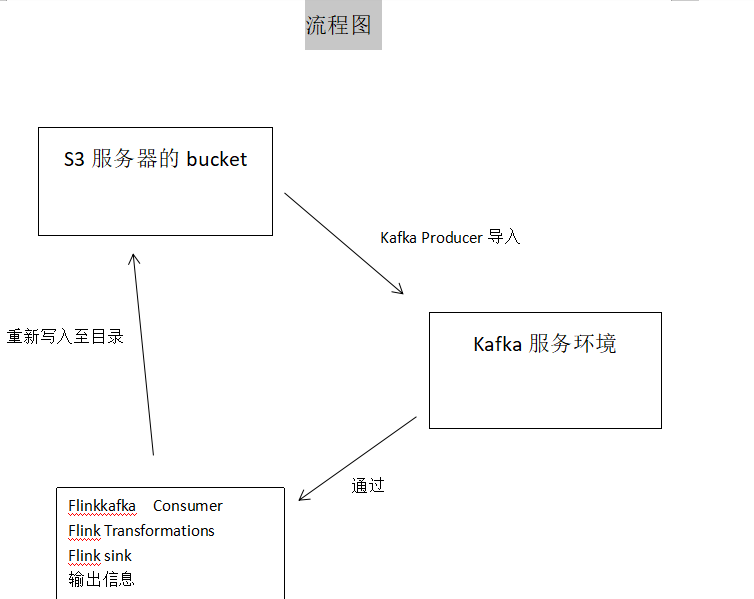 流程图
S3 服务器的 bucket
Kafka Producer 导入
重新写入至目录
Kafka 服务环境
通过
Flinkkafka Consumer
Flink Transformations
Flink sink
输出信息